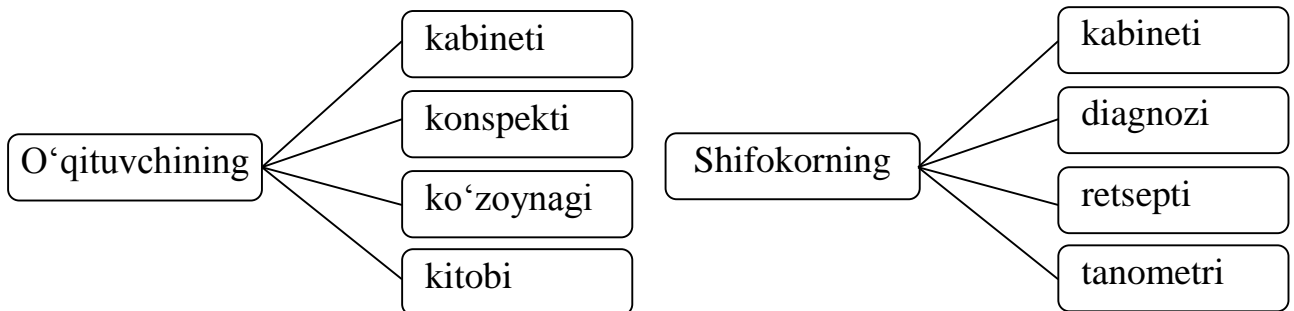 O‘qituvchining
kabineti
konspekti
ko‘zoynagi
kitobi
Shifokorning
kabineti
diagnozi
retsepti
tanometri